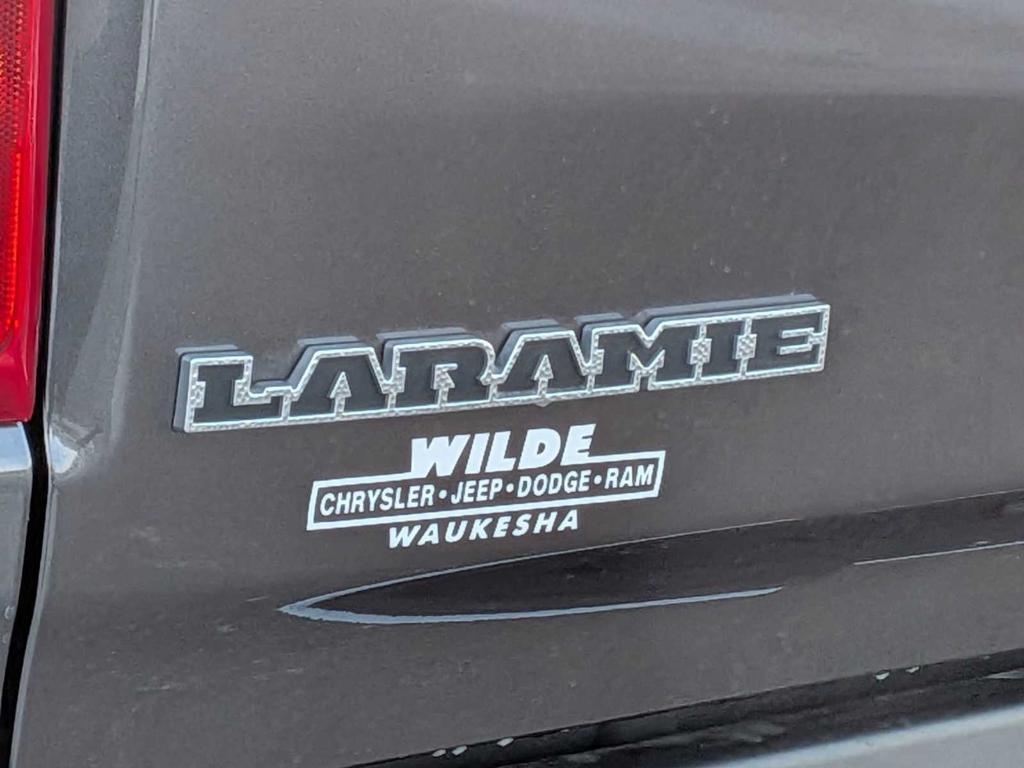 LARAMIE
WILDE
CHRYSLER • JEEP • DODGE • RAM
WAUKESHA